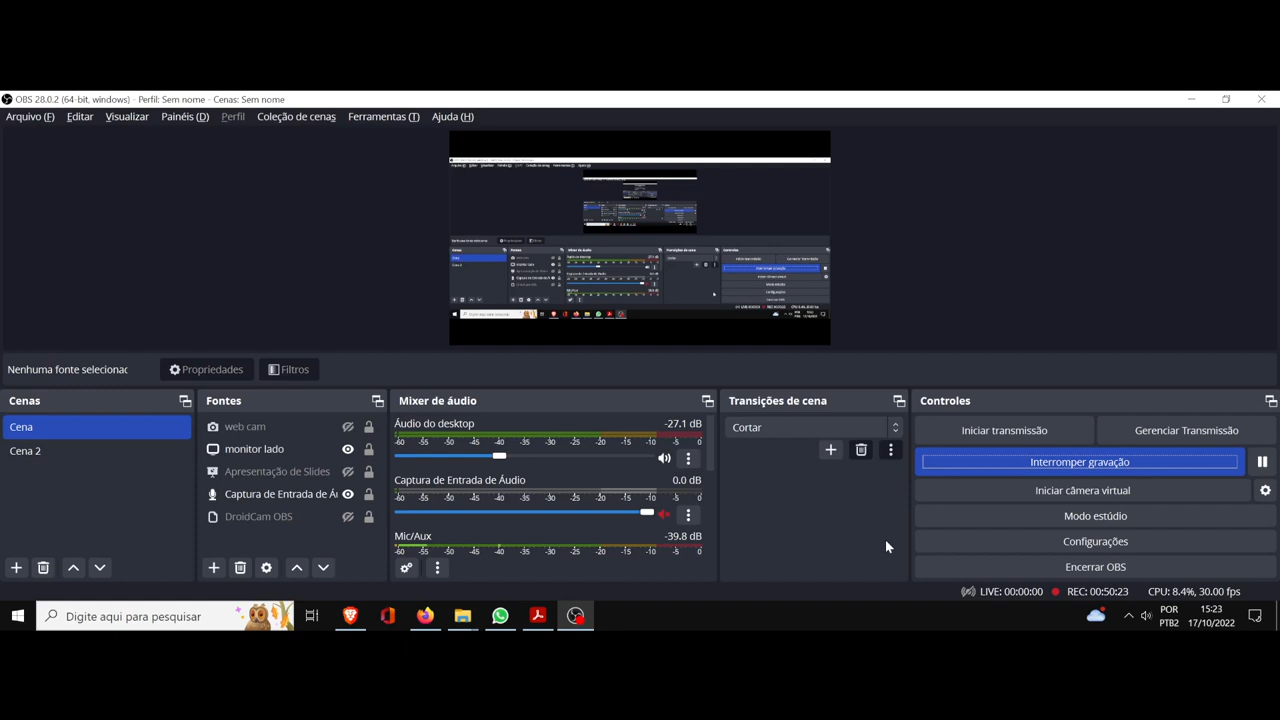 OBS 28.0.2 (64-bit, windows) - Perfil: Sem nome - Cenas: Sem nome
Arquivo (F) Editar Visualizar Painéis (D) Perfil Coleção de cenas Ferramentas (T) Ajuda (H)
Nenhuma fonte selecionac Propriedades Filtros
Cenas
Cena
Cena 2
Fontes
web cam
monitor lado
Apresentação de Slides
Captura de Entrada de Áu
DroidCam OBS
Mixer de áudio
Áudio do desktop -27.1 dB
-60 -55 -50 -45 -40 -35 -30 -25 -20 -15 -10 -5 0
Captura de Entrada de Áudio 0.0 dB
-60 -55 -50 -45 -40 -35 -30 -25 -20 -15 -10 -5 0
Mic/Aux -39.8 dB
-60 -55 -50 -45 -40 -35 -30 -25 -20 -15 -10 -5 0
Transições de cena
Cortar
Controles
Iniciar transmissão Gerenciar Transmissão
Interromper gravação
Iniciar câmera virtual
Modo estúdio
Configurações
Encerrar OBS
LIVE: 00:00:00 REC: 00:50:23 CPU: 8.4%, 30.00 fps
Digite aqui para pesquisar
POR
PTB2
15:23
17/10/2022